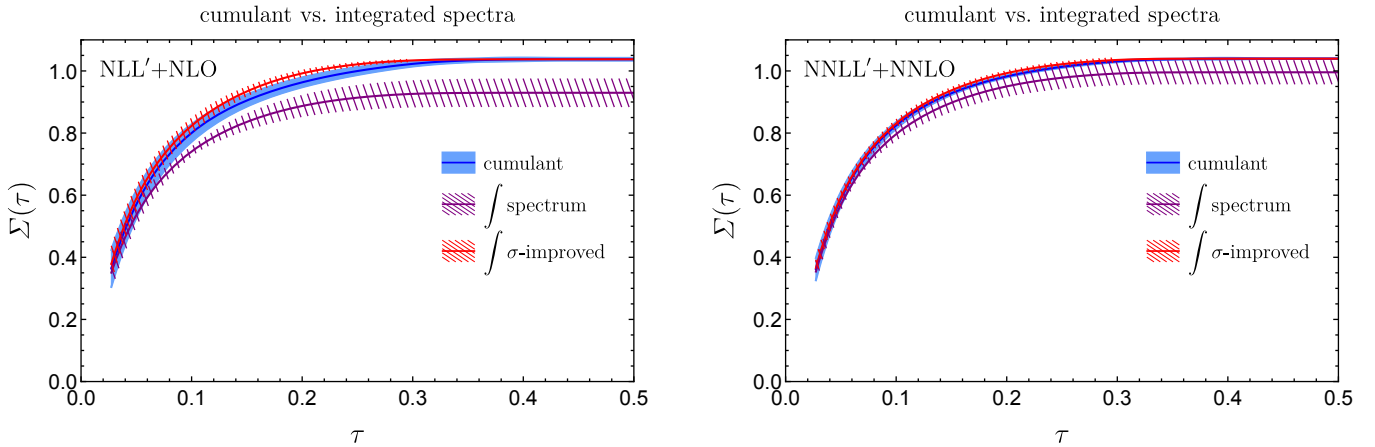 cumulant vs. integrated spectra
NLL′+NLO
cumulant
∫ spectrum
∫ σ-improved
Σ(τ)
1.0
0.8
0.6
0.4
0.2
0.0
0.0 0.1 0.2 0.3 0.4 0.5
τ
cumulant vs. integrated spectra
NNLL′+NNLO
cumulant
∫ spectrum
∫ σ-improved
Σ(τ)
1.0
0.8
0.6
0.4
0.2
0.0
0.0 0.1 0.2 0.3 0.4 0.5
τ